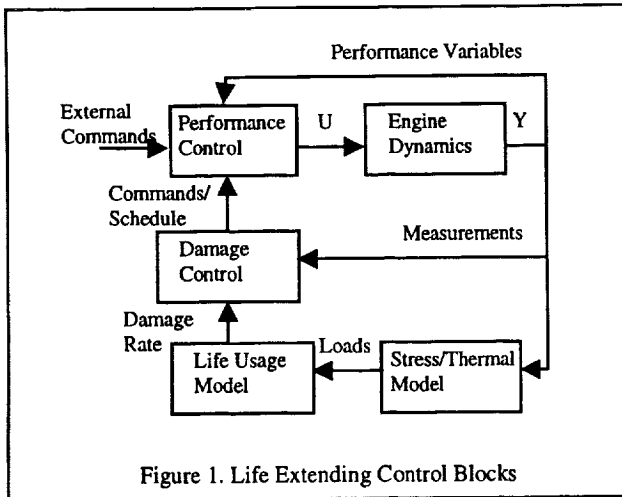 Performance Variables
External
Commands
Performance
Control
U
Engine
Dynamics
Y
Commands/
Schedule
Measurements
Damage
Control
Damage
Rate
Loads
Life Usage
Model
Stress/Thermal
Model
Figure 1. Life Extending Control Blocks